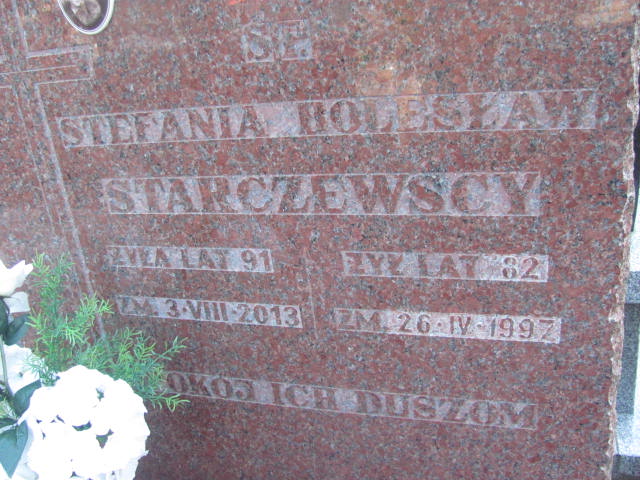 ŚP
STEFANIA BOLESŁAW
STARCZEWSCY
ŻYŁA LAT 91 ŻYŁ LAT 82
ZM. 3-VIII-2013 ZM. 26-IV-1997
POKÓJ ICH DUSZOM